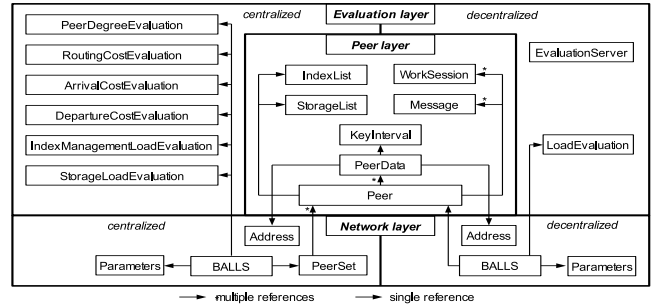 centralized
Evaluation layer
decentralized
PeerDegreeEvaluation
Peer layer
RoutingCostEvaluation
EvaluationServer
IndexList
WorkSession
*
ArrivalCostEvaluation
StorageList
Message
*
DepartureCostEvaluation
KeyInterval
IndexManagementLoadEvaluation
LoadEvaluation
PeerData
StorageLoadEvaluation
*
Peer
*
centralized
Network layer
decentralized
Address
Address
Parameters
BALLS
PeerSet
BALLS
Parameters
*multiple references
single reference